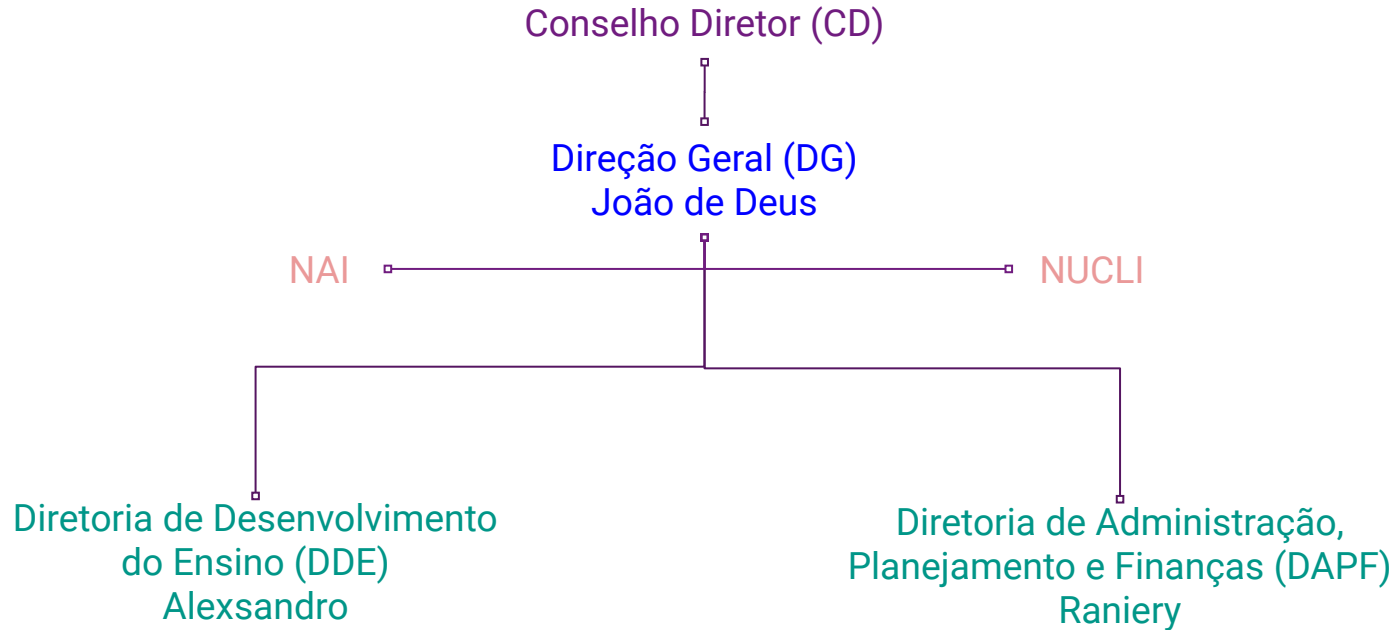 Conselho Diretor (CD)
Direção Geral (DG)
João de Deus
NAI
NUCLI
Diretoria de Desenvolvimento
do Ensino (DDE)
Alexsandro
Diretoria de Administração,
Planejamento e Finanças (DAPF)
Raniery